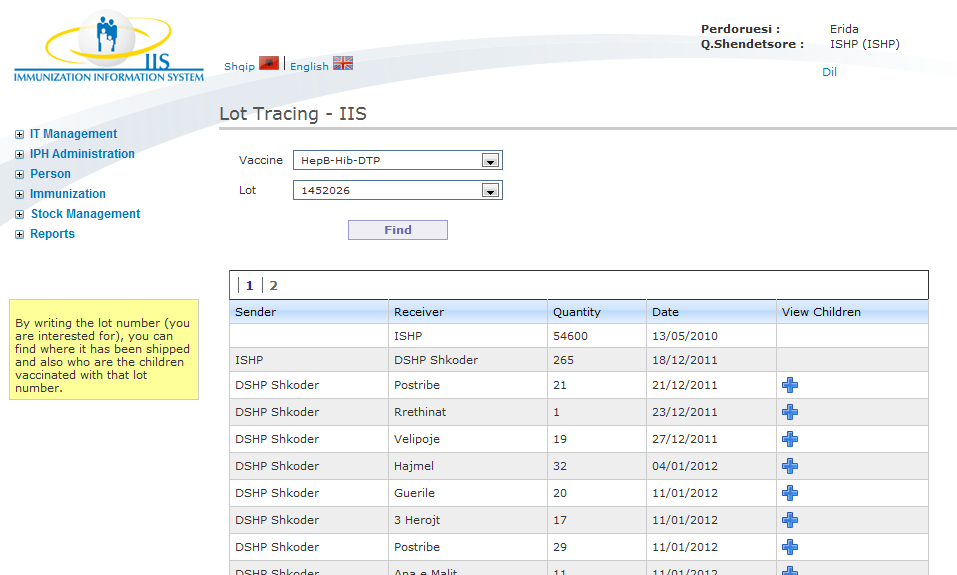 IIS
IMMUNIZATION INFORMATION SYSTEM
Shqip English
Perdoruesi : Erida
Q.Shendetsore : ISHP (ISHP)
Dil
Lot Tracing - IIS
IT Management
IPH Administration
Person
Immunization
Stock Management
Reports
By writing the lot number (you
are interested for), you can
find where it has been shipped
and also who are the children
vaccinated with that lot
number.
Vaccine HepB-Hib-DTP
Lot 1452026
Find
1 2
Sender Receiver Quantity Date View Children
ISHP 54600 13/05/2010
ISHP DSHP Shkoder 265 18/12/2011
DSHP Shkoder Postribe 21 21/12/2011
DSHP Shkoder Rrethinat 1 23/12/2011
DSHP Shkoder Velipoje 19 27/12/2011
DSHP Shkoder Hajmel 32 04/01/2012
DSHP Shkoder Guerile 20 11/01/2012
DSHP Shkoder 3 Herojt 17 11/01/2012
DSHP Shkoder Postribe 29 11/01/2012
DSHP Shkoder Ana e Malit 11 11/01/2012